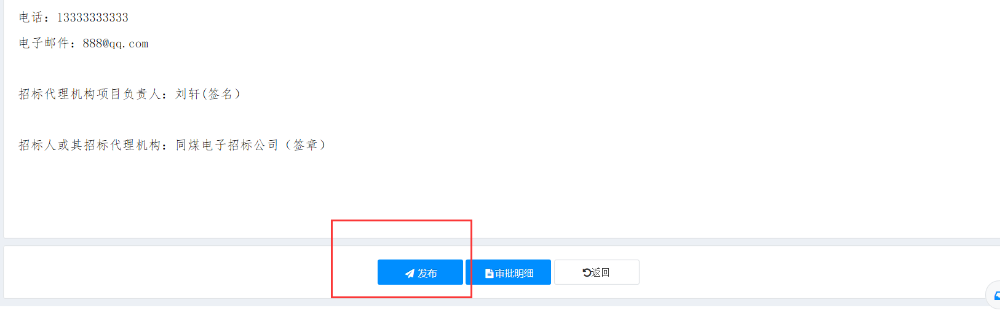 电话：13333333333
电子邮件：888@qq.com
招标代理机构项目负责人：刘轩(签名）
招标人或其招标代理机构：同煤电子招标公司（签章）
发布 审批明细 返回